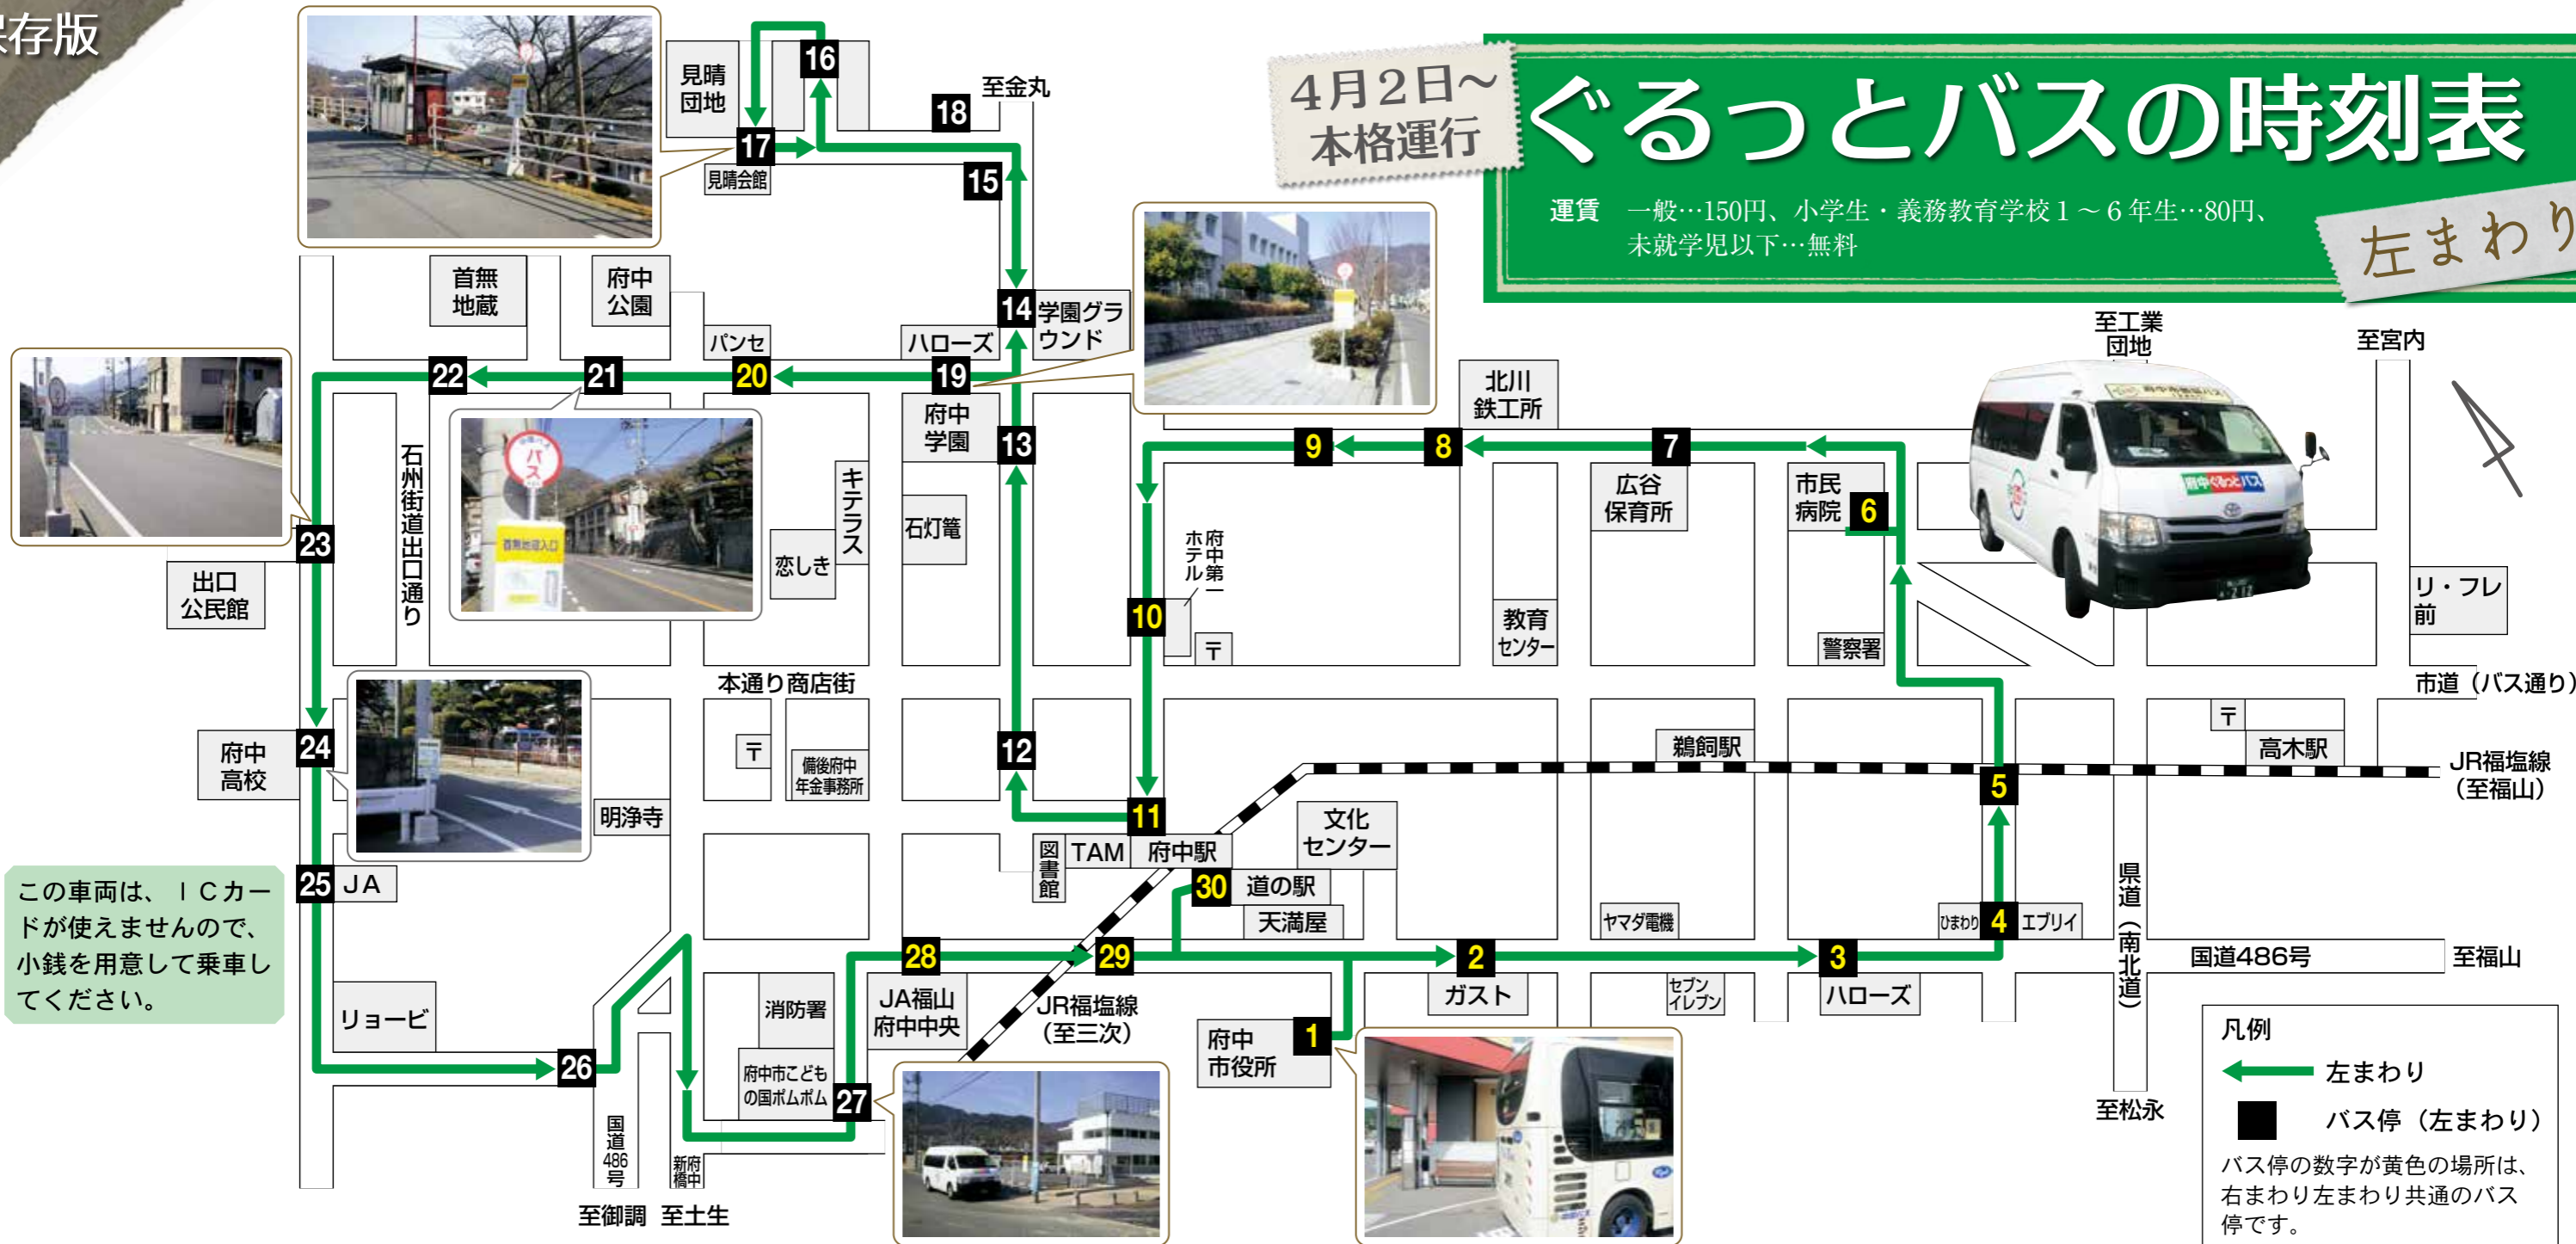 保存版
4月2日～
本格運行
ぐるっとバスの時刻表
運賃 一般…150円、小学生・義務教育学校１～６年生…80円、
未就学児以下…無料
左まわり
見晴
団地
16
18
至金丸
17
見晴会館
15
首無
地蔵
府中
公園
14
学園グラ
ウンド
パンセ
ハローズ
22
21
20
19
府中
学園
13
北川
鉄工所
至工業
団地
至宮内
9
8
7
広谷
保育所
市民
病院
6
石州街道出口通り
キテラス
恋しき
石灯篭
23
出口
公民館
府中第一
ホテル
10
〒
教育
センター
警察署
リ・フレ
前
バス
首無地蔵入口
府中ぐるっとバス
本通り商店街
市道（バス通り）
府中
高校
24
〒
備後府中
年金事務所
12
鵜飼駅
〒
高木駅
JR福塩線
（至福山）
明浄寺
11
5
図書館
TAM
府中駅
文化
センター
25
JA
この車両は、ＩＣカー
ドが使えませんので、
小銭を用意して乗車し
てください。
30
道の駅
天満屋
ヤマダ電機
ひまわり
4
エブリイ
県道（南北道）
28
29
2
3
国道486号
至福山
リョービ
消防署
JA福山
府中中央
JR福塩線
（至三次）
ガスト
セブン
イレブン
ハローズ
府中
市役所
1
26
府中市こども
の国ポムポム
27
国道486号
新府中橋
至御調
至土生
至松永
凡例
左まわり
バス停（左まわり）
バス停の数字が黄色の場所は、
右まわり左まわり共通のバス
停です。